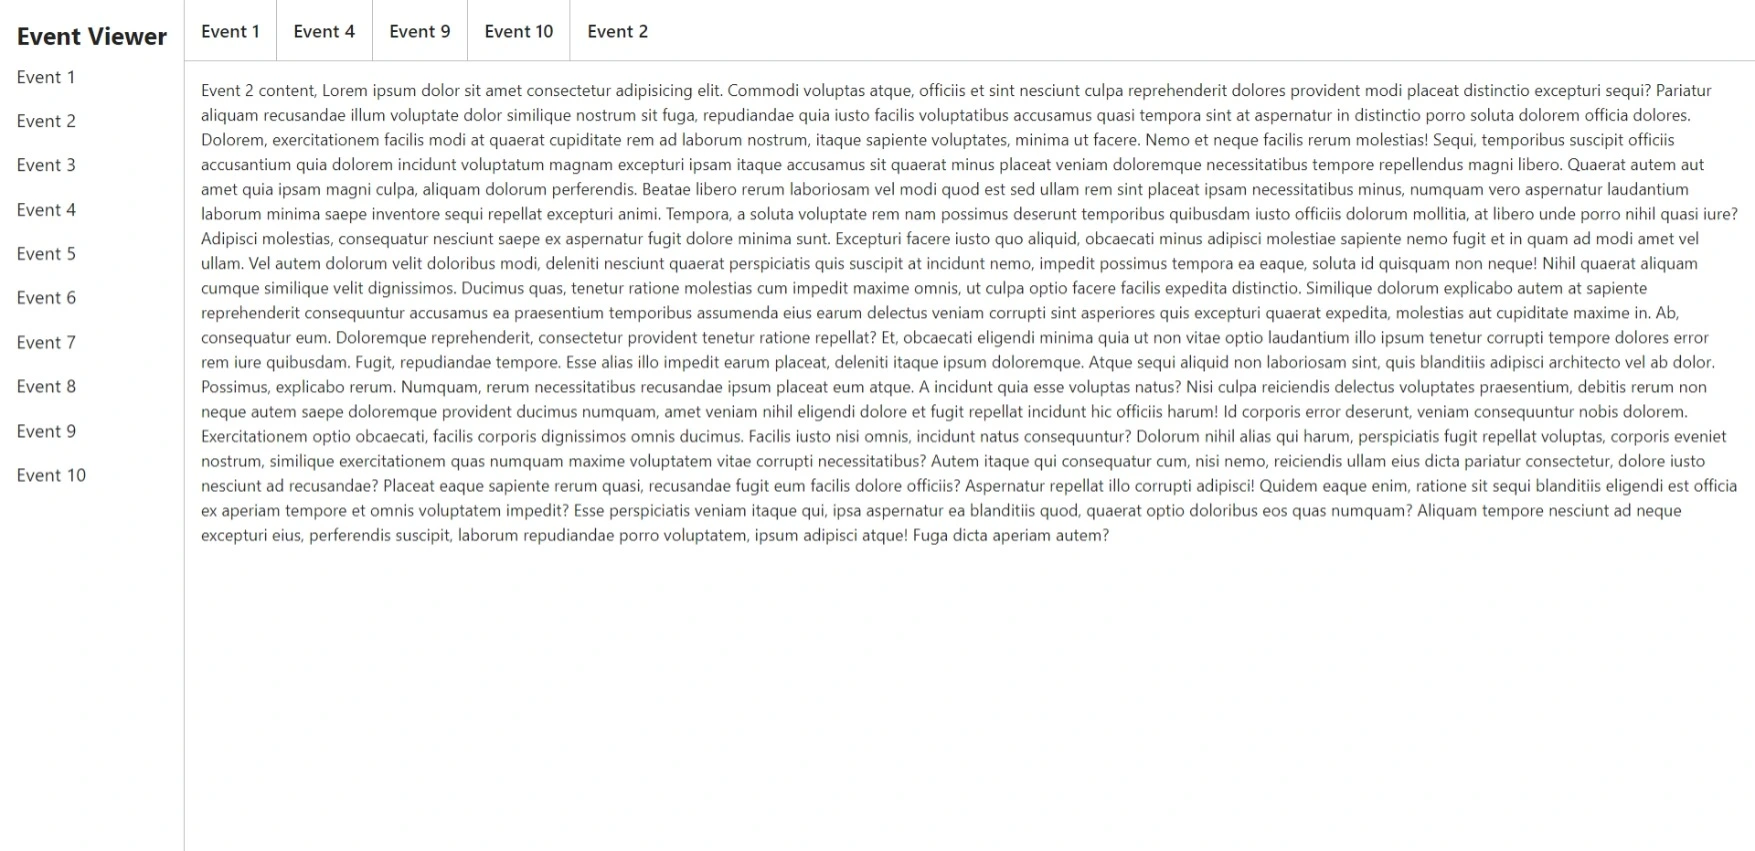 Event Viewer
Event 1
Event 2
Event 3
Event 4
Event 5
Event 6
Event 7
Event 8
Event 9
Event 10
Event 1 Event 4 Event 9 Event 10 Event 2
Event 2 content, Lorem ipsum dolor sit amet consectetur adipisicing elit. Commodi voluptas atque, officiis et sint nesciunt culpa reprehenderit dolores provident modi placeat distinctio excepturi sequi? Pariatur
aliquam recusandae illum voluptate dolor similique nostrum sit fuga, repudiandae quia iusto facilis voluptatibus accusamus quasi tempora sint at aspernatur in distinctio porro soluta dolorem officia dolores.
Dolorem, exercitationem facilis modi at quaerat cupiditate rem ad laborum nostrum, itaque sapiente voluptates, minima ut facere. Nemo et neque facilis rerum molestias! Sequi, temporibus suscipit officiis
accusantium quia dolorem incidunt voluptatum magnam excepturi ipsam itaque accusamus sit quaerat minus placeat veniam doloremque necessitatibus tempore repellendus magni libero. Quaerat autem aut
amet quia ipsam magni culpa, aliquam dolorum perferendis. Beatae libero rerum laboriosam vel modi quod est sed ullam rem sint placeat ipsam necessitatibus minus, numquam vero aspernatur laudantium
laborum minima saepe inventore sequi repellat excepturi animi. Tempora, a soluta voluptate rem nam possimus deserunt temporibus quibusdam iusto officiis dolorum mollitia, at libero unde porro nihil quasi iure?
Adipisci molestias, consequatur nesciunt saepe ex aspernatur fugit dolore minima sunt. Excepturi facere iusto quo aliquid, obcaecati minus adipisci molestiae sapiente nemo fugit et in quam ad modi amet vel
ullam. Vel autem dolorum velit doloribus modi, deleniti nesciunt quaerat perspiciatis quis suscipit at incidunt nemo, impedit possimus tempora ea eaque, soluta id quisquam non neque! Nihil quaerat aliquam
cumque similique velit dignissimos. Ducimus quas, tenetur ratione molestias cum impedit maxime omnis, ut culpa optio facere facilis expedita distinctio. Similique dolorum explicabo autem at sapiente
reprehenderit consequuntur accusamus ea praesentium temporibus assumenda eius earum delectus veniam corrupti sint asperiores quis excepturi quaerat expedita, molestias aut cupiditate maxime in. Ab,
consequatur eum. Doloremque reprehenderit, consectetur provident tenetur ratione repellat? Et, obcaecati eligendi minima quia ut non vitae optio laudantium illo ipsum tenetur corrupti tempore dolores error
rem iure quibusdam. Fugit, repudiandae tempore. Esse alias illo impedit earum placeat, deleniti itaque ipsum doloremque. Atque sequi aliquid non laboriosam sint, quis blanditiis adipisci architecto vel ab dolor.
Possimus, explicabo rerum. Numquam, rerum necessitatibus recusandae ipsum placeat eum atque. A incidunt quia esse voluptas natus? Nisi culpa reiciendis delectus voluptates praesentium, debitis rerum non
neque autem saepe doloremque provident ducimus numquam, amet veniam nihil eligendi dolore et fugit repellat incidunt hic officiis harum! Id corporis error deserunt, veniam consequuntur nobis dolorem.
Exercitationem optio obcaecati, facilis corporis dignissimos omnis ducimus. Facilis iusto nisi omnis, incidunt natus consequuntur? Dolorum nihil alias qui harum, perspiciatis fugit repellat voluptas, corporis eveniet
nostrum, similique exercitationem quas numquam maxime voluptatem vitae corrupti necessitatibus? Autem itaque qui consequatur cum, nisi nemo, reiciendis ullam eius dicta pariatur consectetur, dolore iusto
nesciunt ad recusandae? Placeat eaque sapiente rerum quasi, recusandae fugit eum facilis dolore officiis? Aspernatur repellat illo corrupti adipisci! Quidem eaque enim, ratione sit sequi blanditiis eligendi est officia
ex aperiam tempore et omnis voluptatem impedit? Esse perspiciatis veniam itaque qui, ipsa aspernatur ea blanditiis quod, quaerat optio doloribus eos quas numquam? Aliquam tempore nesciunt ad neque
excepturi eius, perferendis suscipit, laborum repudiandae porro voluptatem, ipsum adipisci atque! Fuga dicta aperiam autem?